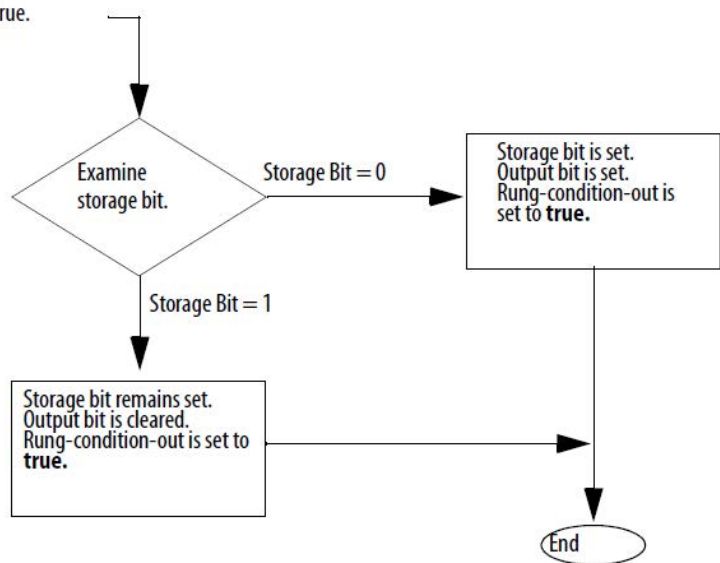 true.
Examine
storage bit.
Storage Bit = 0
Storage bit is set.
Output bit is set.
Rung-condition-out is
set to true.
Storage Bit = 1
Storage bit remains set.
Output bit is cleared.
Rung-condition-out is set to
true.
End